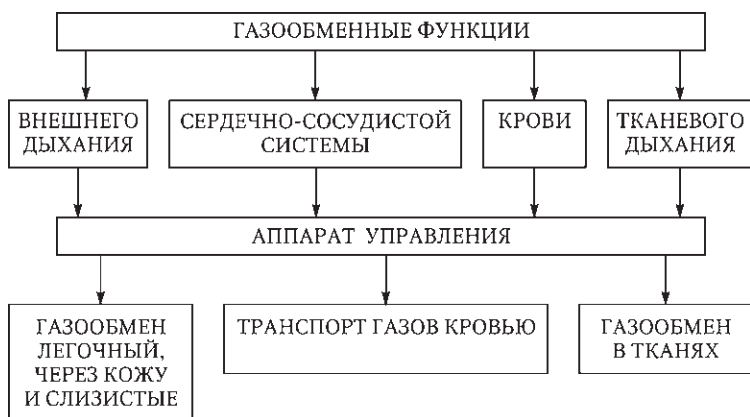 ГАЗООБМЕННЫЕ ФУНКЦИИ
ВНЕШНЕГО
ДЫХАНИЯ
СЕРДЕЧНО-СОСУДИСТОЙ
СИСТЕМЫ
КРОВИ
ТКАНЕВОГО
ДЫХАНИЯ
АППАРАТ УПРАВЛЕНИЯ
ГАЗООБМЕН
ЛЕГОЧНЫЙ,
ЧЕРЕЗ КОЖУ
И СЛИЗИСТЫЕ
ТРАНСПОРТ ГАЗОВ КРОВЬЮ
ГАЗООБМЕН
В ТКАНЯХ